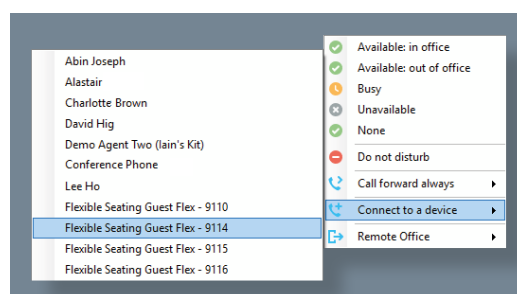 Abin Joseph
Alastair
Charlotte Brown
David Hig
Demo Agent Two (Iain's Kit)
Conference Phone
Lee Ho
Flexible Seating Guest Flex - 9110
Flexible Seating Guest Flex - 9114
Flexible Seating Guest Flex - 9115
Flexible Seating Guest Flex - 9116
Available: in office
Available: out of office
Busy
Unavailable
None
Do not disturb
Call forward always
Connect to a device
Remote Office